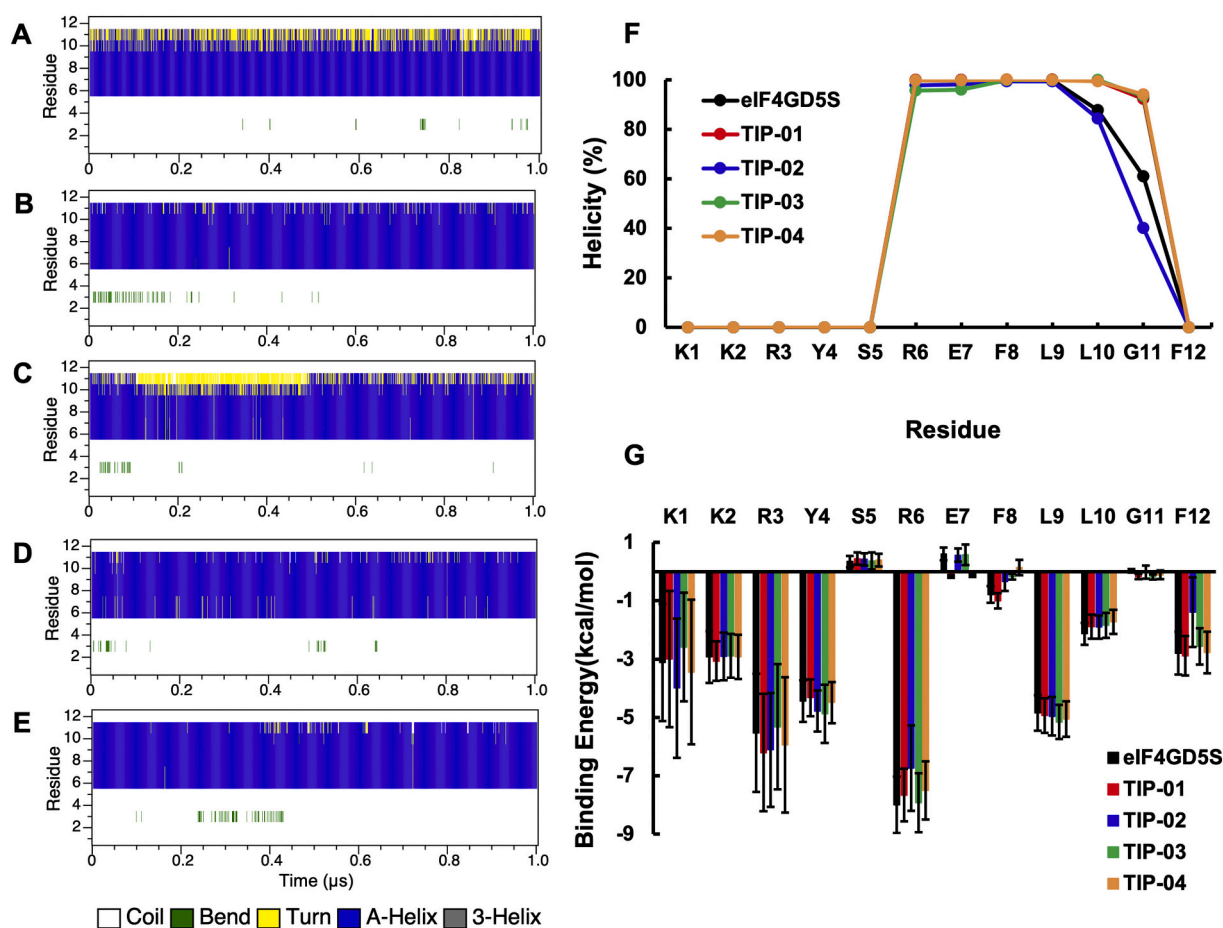 A
Residue
12
10
8
6
4
2
0 0.2 0.4 0.6 0.8 1.0
B
Residue
12
10
8
6
4
2
0 0.2 0.4 0.6 0.8 1.0
C
Residue
12
10
8
6
4
2
0 0.2 0.4 0.6 0.8 1.0
D
Residue
12
10
8
6
4
2
0 0.2 0.4 0.6 0.8 1.0
E
Residue
12
10
8
6
4
2
0 0.2 0.4 0.6 0.8 1.0
Time (µs)
Coil Bend Turn A-Helix 3-Helix
F
Helicity (%)
100
80
60
40
20
0
eIF4GD5S
TIP-01
TIP-02
TIP-03
TIP-04
K1 K2 R3 Y4 S5 R6 E7 F8 L9 L10 G11 F12
Residue
G
K1 K2 R3 Y4 S5 R6 E7 F8 L9 L10 G11 F12
Binding Energy(kcal/mol)
1
-1
-3
-5
-7
-9
eIF4GD5S
TIP-01
TIP-02
TIP-03
TIP-04